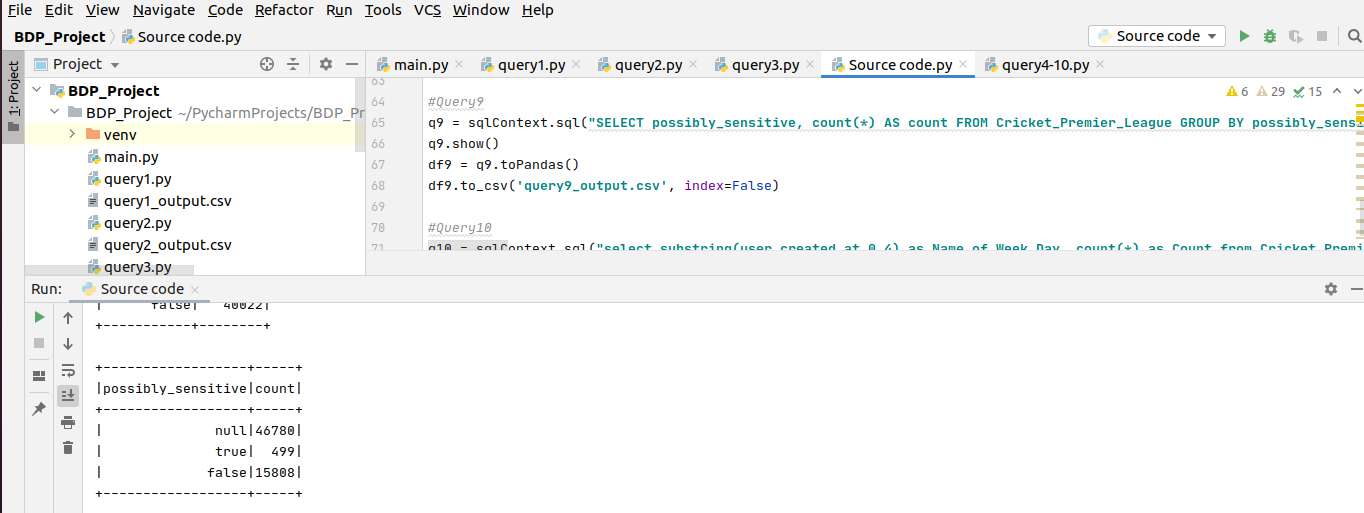 File Edit View Navigate Code Refactor Run Tools VCS Window Help
BDP_Project Source code.py Source code
1: Project
Project
main.py query1.py query2.py query3.py Source code.py query4-10.py
BDP_Project
BDP_Project ~/PycharmProjects/BDP_Pr
venv
main.py
query1.py
query1_output.csv
query2.py
query2_output.csv
query3.py
6 29 15
63
64 #Query9
65 q9 = sqlContext.sql("SELECT possibly_sensitive, count(*) AS count FROM Cricket_Premier_League GROUP BY possibly_sensi
66 q9.show()
67 df9 = q9.toPandas()
68 df9.to_csv('query9_output.csv', index=False)
69
70 #Query10
71 q10 = sqlContext.sql("select substring(user.created_at,0,4) as Name_of_Week_Day, count(*) as Count from Cricket_Premi
Run: Source code
| false| 40022|
+-----------+--------+
+------------------+-----+
|possibly_sensitive|count|
+------------------+-----+
| null|46780|
| true| 499|
| false|15808|
+------------------+-----+